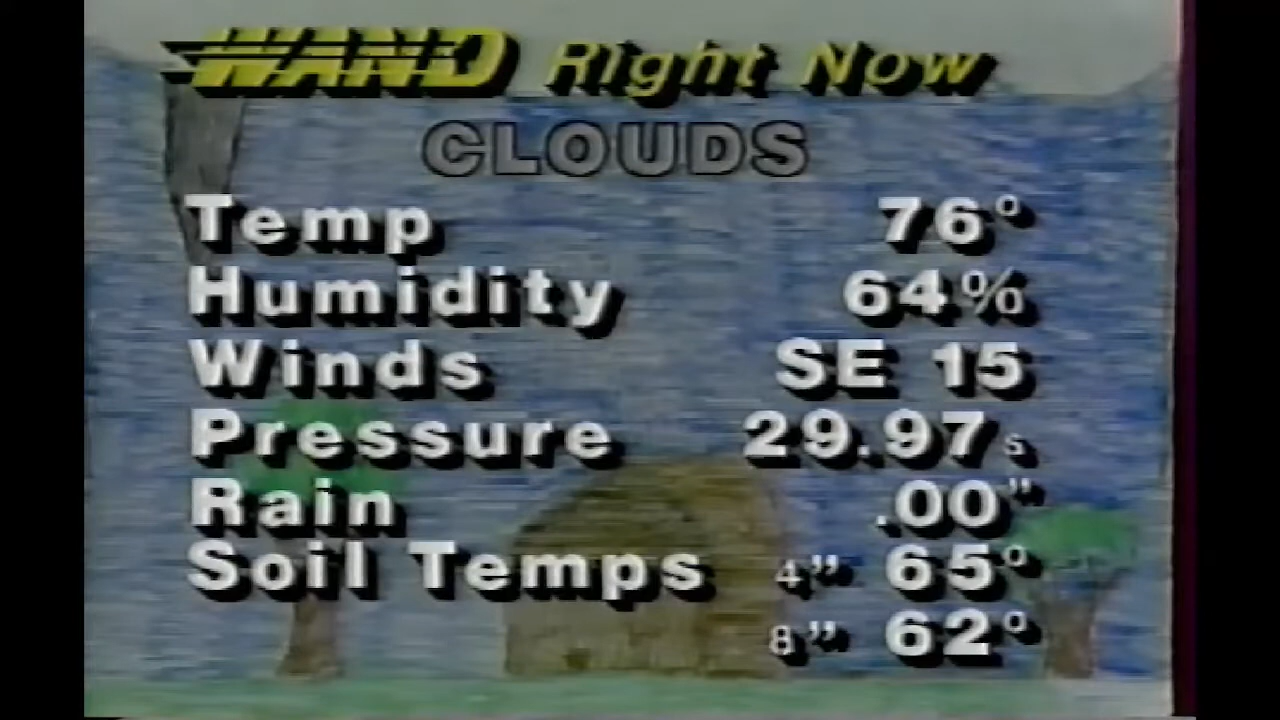 WAND Right Now
CLOUDS
Temp 76°
Humidity 64%
Winds SE 15
Pressure 29.97 s
Rain .00"
Soil Temps 4" 65°
8" 62°